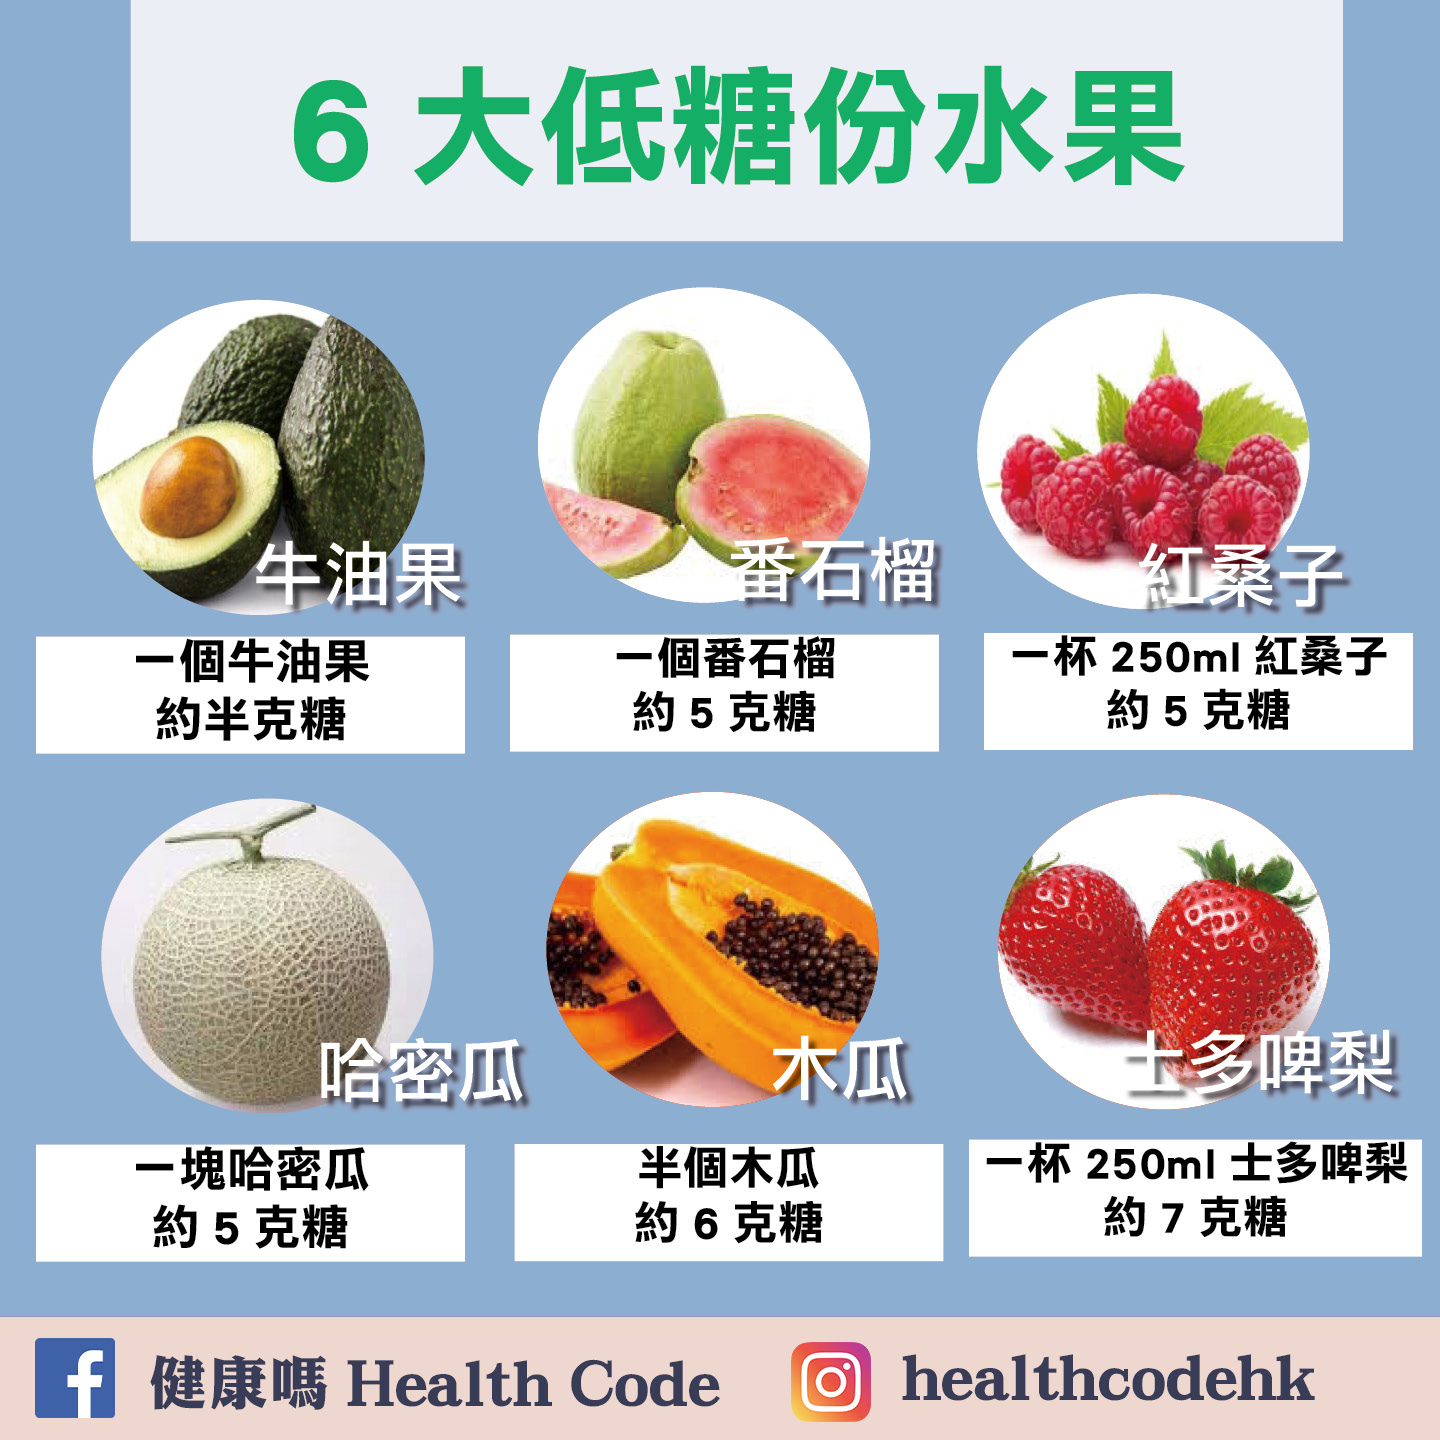 6 大低糖份水果
牛油果
番石榴
紅桑子
一個牛油果
約半克糖
一個番石榴
約 5 克糖
一杯 250ml 紅桑子
約 5 克糖
哈密瓜
木瓜
士多啤梨
一塊哈密瓜
約 5 克糖
半個木瓜
約 6 克糖
一杯 250ml 士多啤梨
約 7 克糖
健康嗎 Health Code
healthcodehk